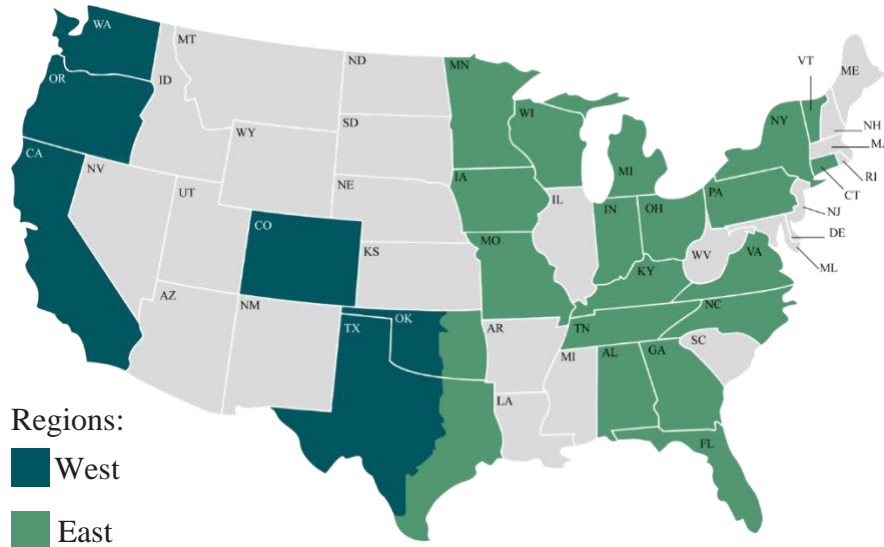 WA
MT
ND
MN
VT
ME
OR
ID
SD
WI
NY
NH
MA
WY
MI
RI
CA
NV
NE
IA
PA
CT
UT
IL
IN
OH
NJ
CO
MO
DE
KS
WV
VA
ML
KY
AZ
NM
NC
TX
OK
AR
TN
SC
MI
AL
GA
LA
FL
Regions:
West
East